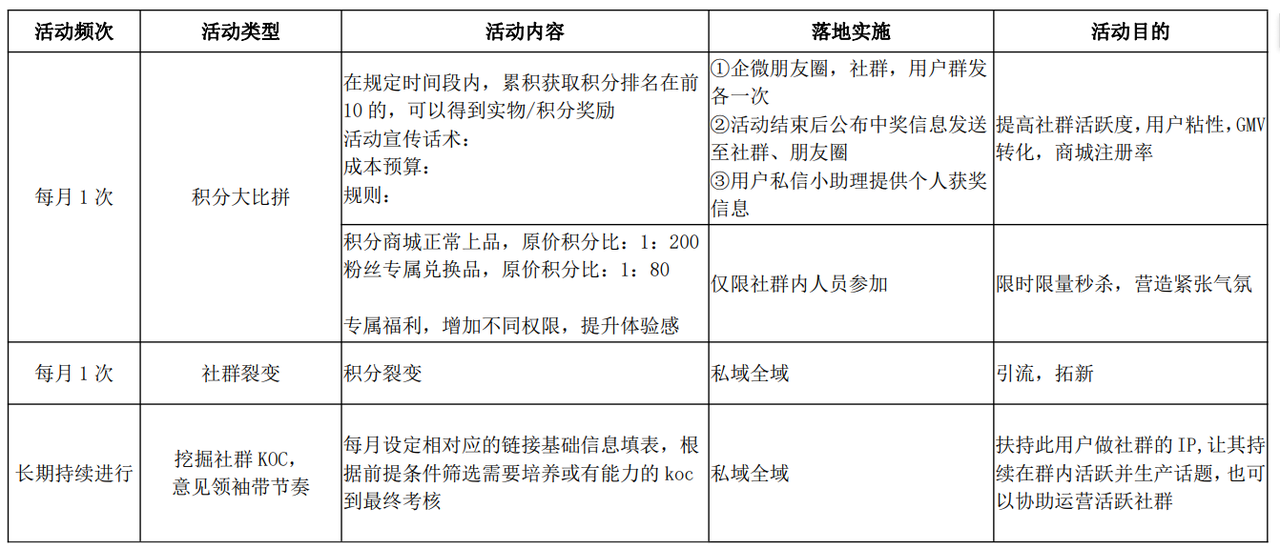 活动频次
活动类型
活动内容
落地实施
活动目的
每月1次
积分大比拼
在规定时间段内，累积获取积分排名在前
10的，可以得到实物/积分奖励
活动宣传话术：
成本预算：
规则：
①企微朋友圈，社群，用户群发
各一次
②活动结束后公布中奖信息发送
至社群、朋友圈
③用户私信小助理提供个人获奖
信息
提高社群活跃度，用户粘性，GMV
转化，商城注册率
积分商城正常上品，原价积分比：1：200
粉丝专属兑换品，原价积分比：1：80
专属福利，增加不同权限，提升体验感
仅限社群内人员参加
限时限量秒杀，营造紧张气氛
每月1次
社群裂变
积分裂变
私域全域
引流，拓新
长期持续进行
挖掘社群KOC，
意见领袖带节奏
每月设定相对应的链接基础信息填表，根
据前提条件筛选需要培养或有能力的koc
到最终考核
私域全域
扶持此用户做社群的IP,让其持
续在群内活跃并生产话题，也可
以协助运营活跃社群